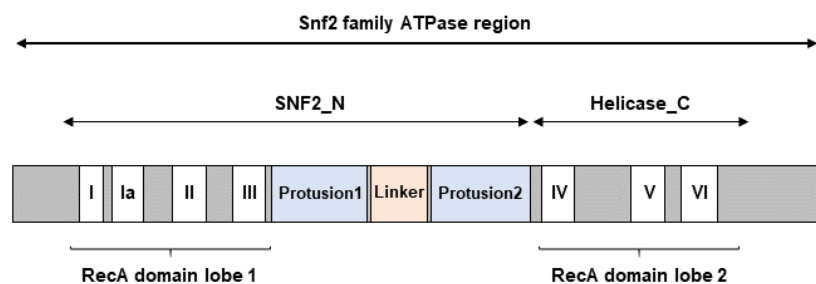 Snf2 family ATPase region
SNF2_N Helicase_C
I Ia II III Protusion1 Linker Protusion2 IV V VI
RecA domain lobe 1 RecA domain lobe 2